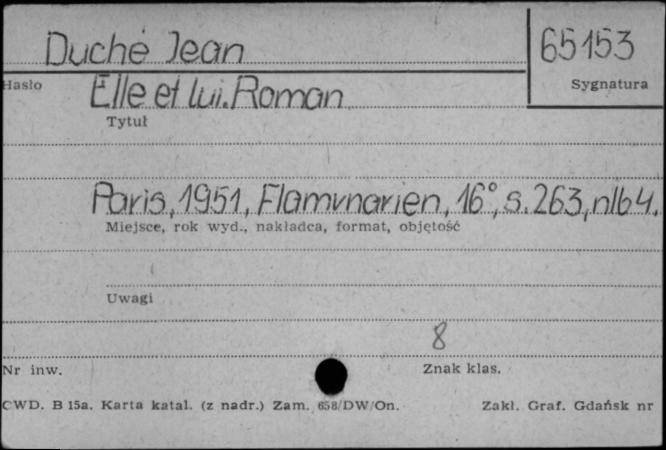 Duché Jean
65153
Hasło
Sygnatura
Elle et lui. Roman
Tytuł
Paris, 1951, Flamvnarien, 16°, s. 263, nlb 4.
Miejsce, rok wyd., nakładca, format, objętość
Uwagi
8
Nr inw.
Znak klas.
CWD. B 15a. Karta katal. (z nadr.) Zam. 658/DW/On.
Zakł. Graf. Gdańsk nr